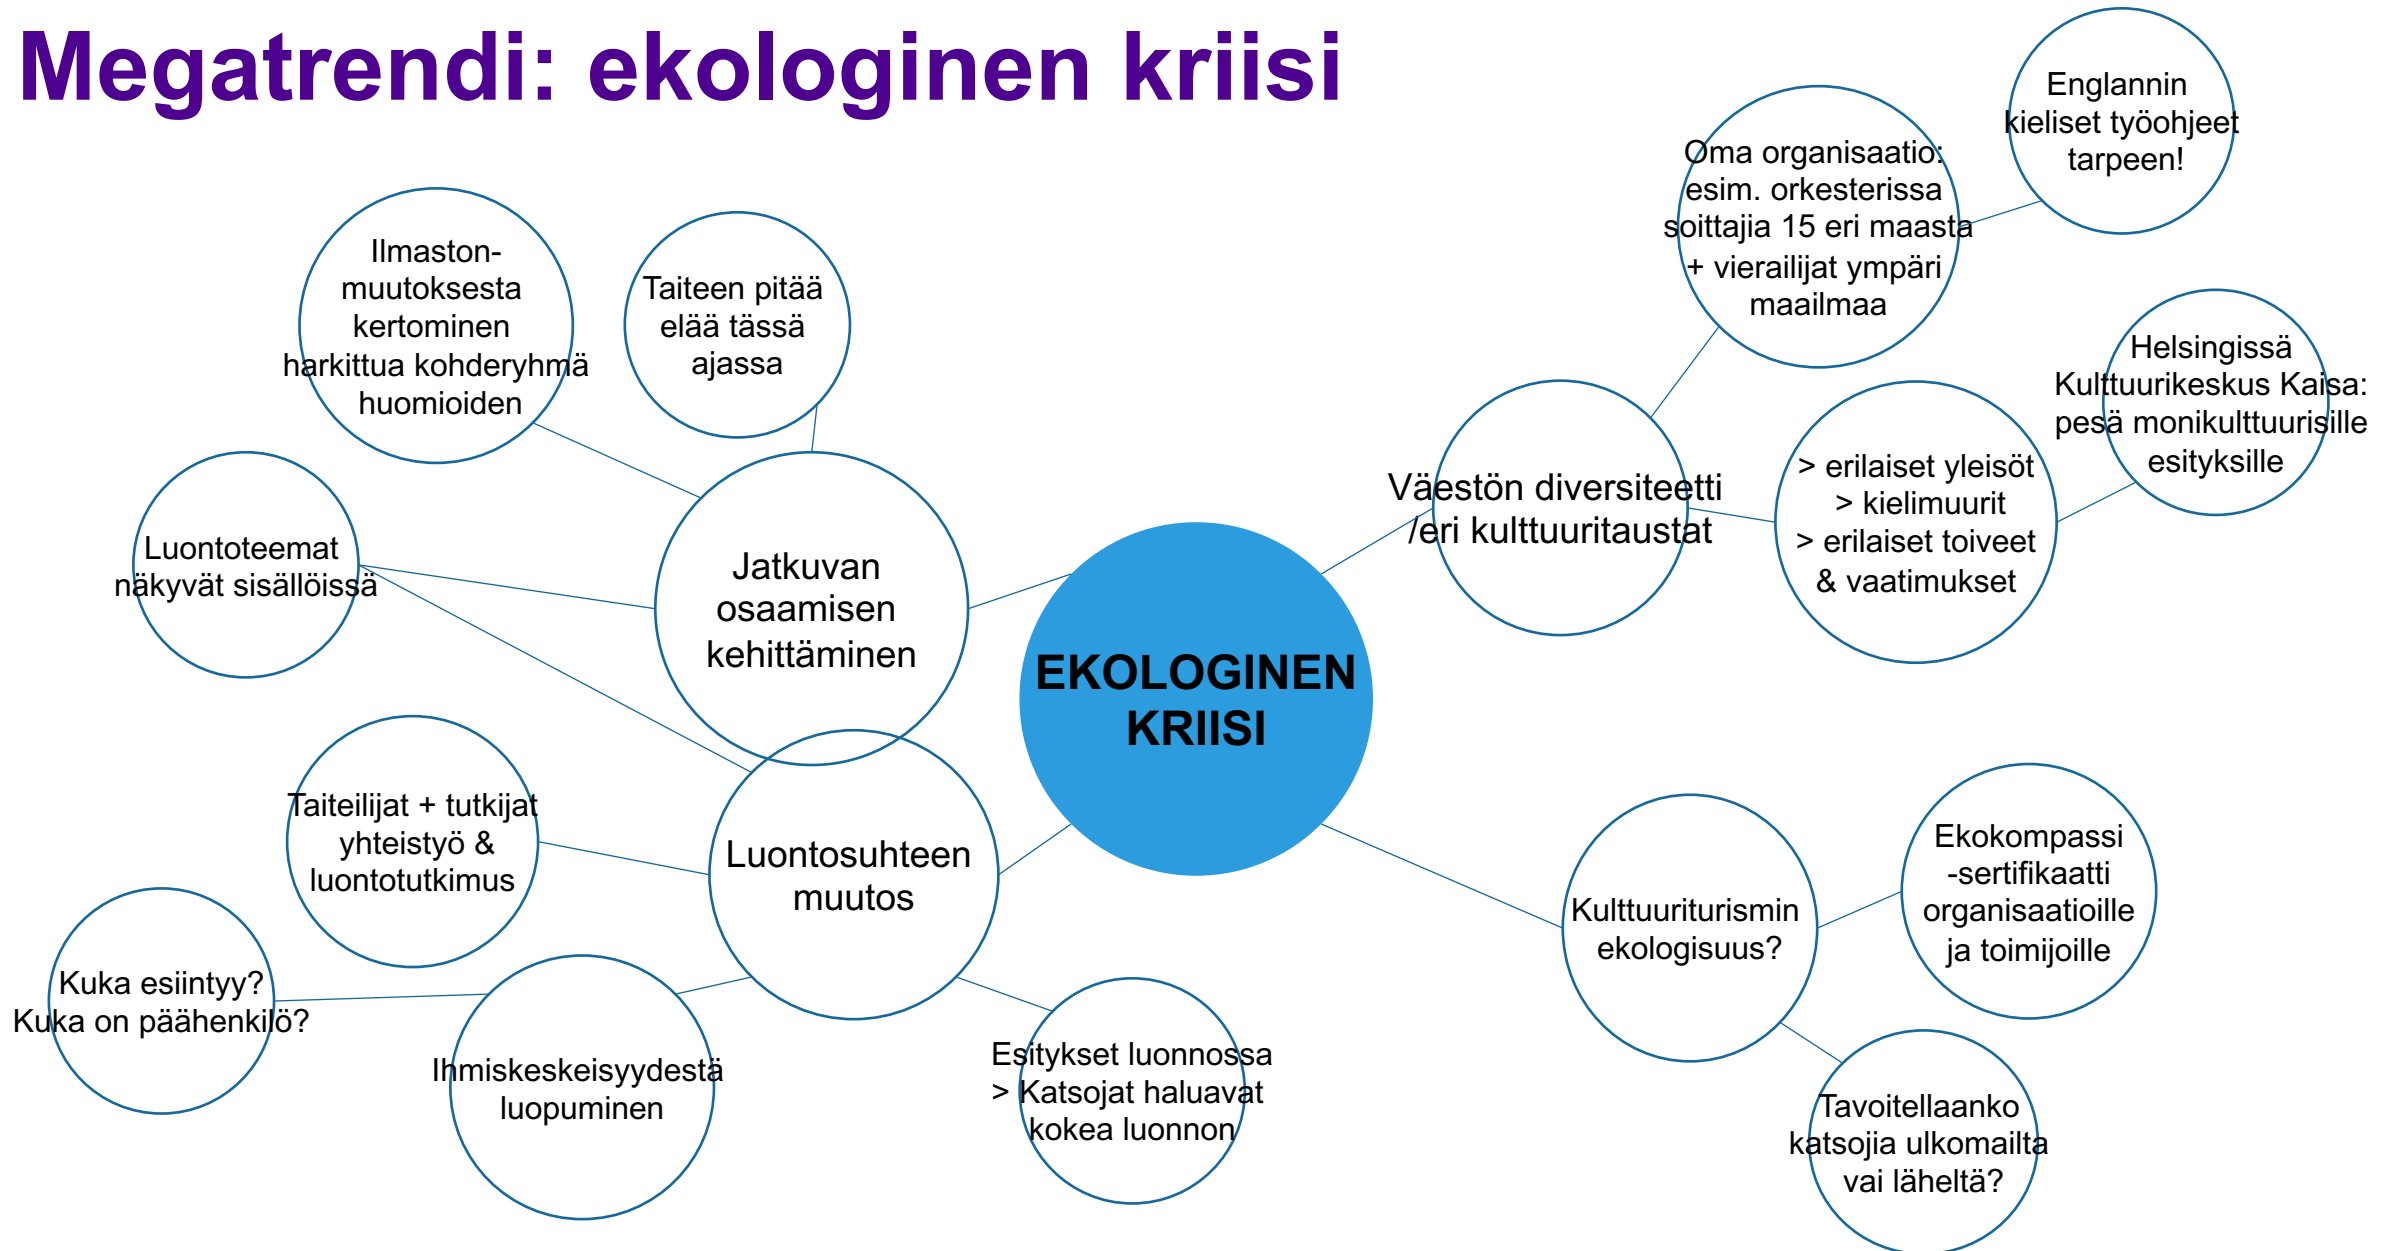 Megatrendi: ekologinen kriisi
Englannin
kieliset työohjeet
tarpeen!
Oma organisaatio:
esim. orkesterissa
soittajia 15 eri maasta
+ vierailijat ympäri
maailmaa
Ilmaston-
muutoksesta
kertominen
harkittua kohderyhmä
huomioiden
Taiteen pitää
elää tässä
ajassa
Helsingissä
Kulttuurikeskus Kaisa:
pesä monikulttuurisille
esityksille
Väestön diversiteetti
/eri kulttuuritaustat
> erilaiset yleisöt
> kielimuurit
> erilaiset toiveet
& vaatimukset
Luontoteemat
näkyvät sisällöissä
Jatkuvan
osaamisen
kehittäminen
EKOLOGINEN
KRIISI
Taiteilijat + tutkijat
yhteistyö &
luontotutkimus
Luontosuhteen
muutos
Kulttuuriturismin
ekologisuus?
Ekokompassi
-sertifikaatti
organisaatioille
ja toimijoille
Kuka esiintyy?
Kuka on päähenkilö?
Ihmiskeskeisyydestä
luopuminen
Esitykset luonnossa
> Katsojat haluavat
kokea luonnon
Tavoitellaanko
katsojia ulkomailta
vai läheltä?